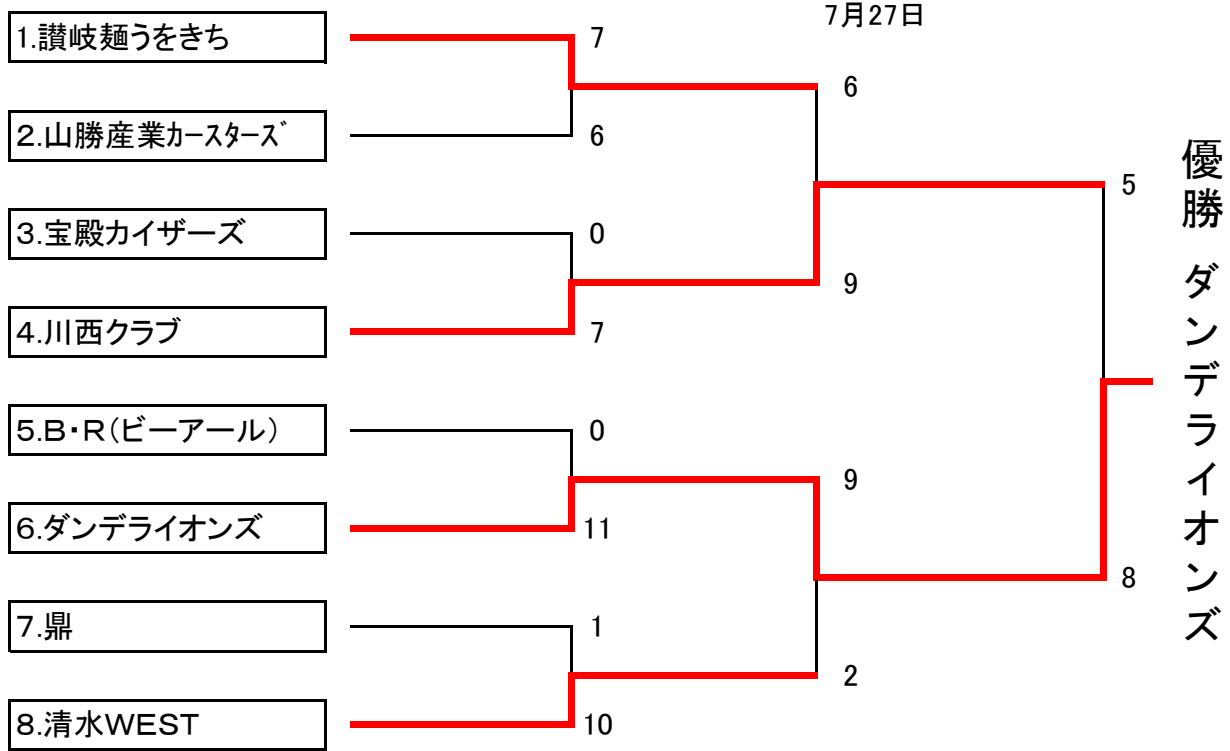 7月27日
1.讃岐麺うをきち
7
6
2.山勝産業ｶｰｽﾀｰｽﾞ
6
5
3.宝殿カイザーズ
0
9
4.川西クラブ
7
5.B・R(ビーアール)
0
9
6.ダンデライオンズ
11
8
7.鼎
1
2
8.清水WEST
10
優勝 ダンデライオンズ